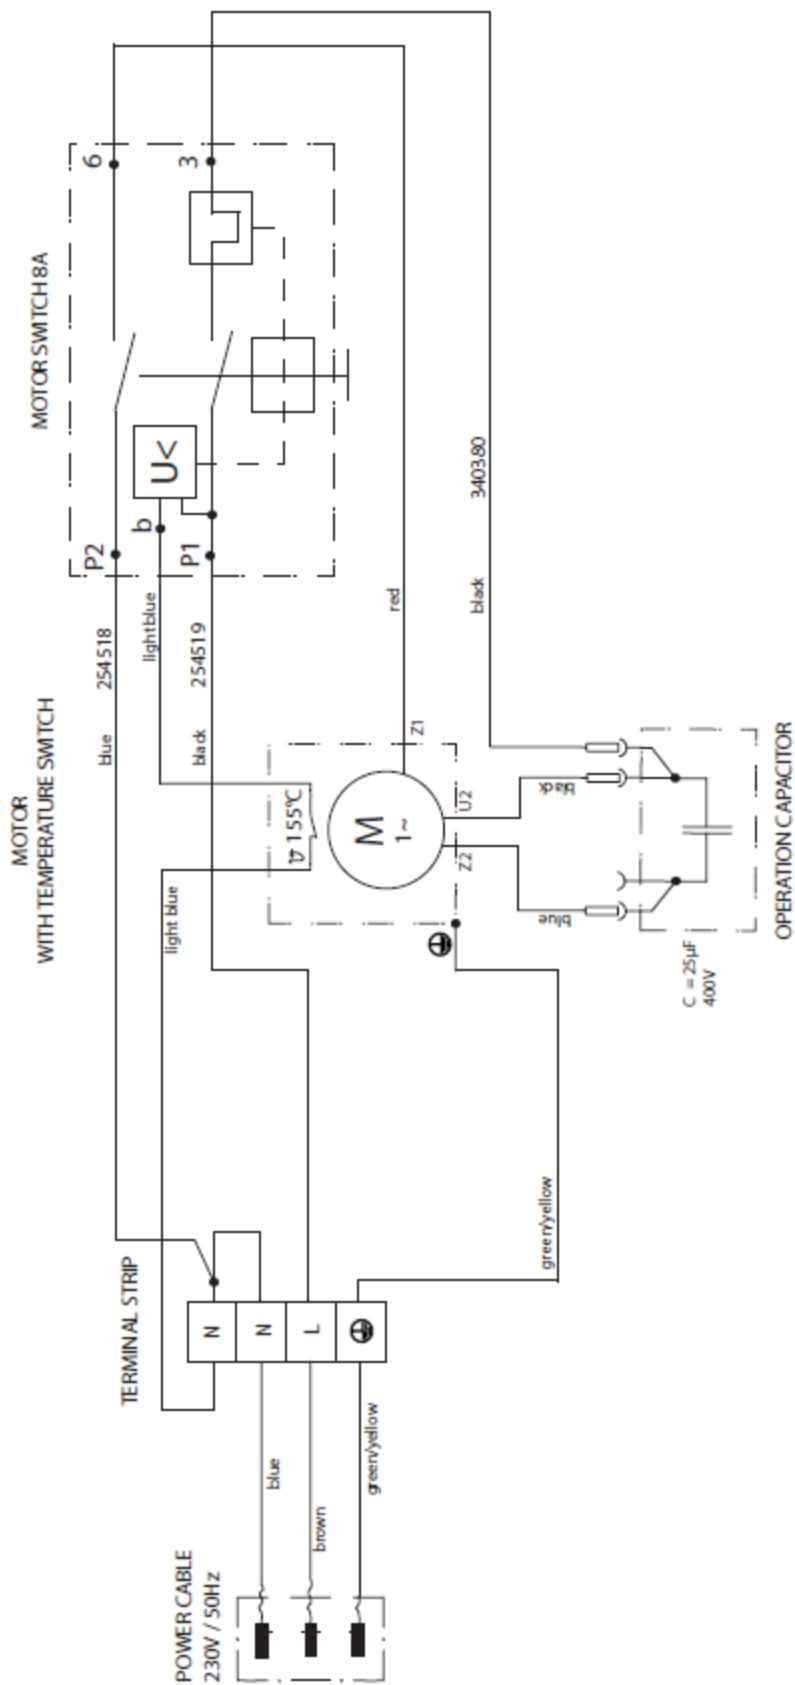 MOTOR SWITCH 8A
6
3
U<
P2
b
P1
254518
light blue
254519
blue
black
red
black
340380
MOTOR
WITH TEMPERATURE SWITCH
ϑ 155°C
M
1~
Z1
U2
Z2
black
blue
OPERATION CAPACITOR
C = 25µF
400V
light blue
green/yellow
TERMINAL STRIP
N
N
L
blue
brown
green/yellow
POWER CABLE
230V / 50Hz